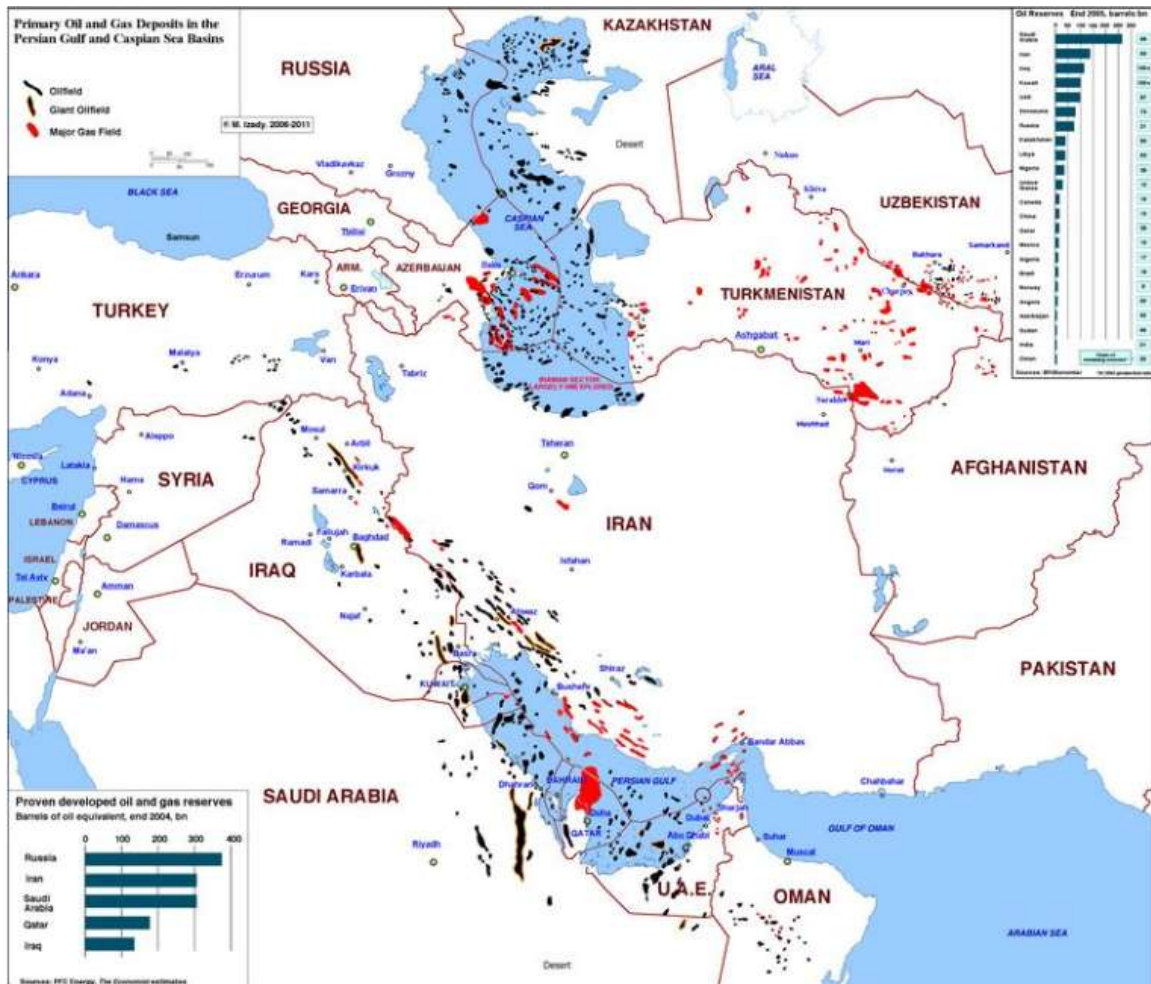 Primary Oil and Gas Deposits in the
Persian Gulf and Caspian Sea Basins
Oilfield
Giant Oilfield
Major Gas Field
© M. Izady, 2006-2011
KAZAKHSTAN
RUSSIA
ARAL
SEA
Desert
Nukus
Vladikavkaz
Grozny
Khiva
BLACK SEA
UZBEKISTAN
GEORGIA
CASPIAN
SEA
Tbilisi
Samsun
Samarkand
Bukhara
Baku
ARM.
AZERBAIJAN
Ankara
Erzurum
Kars
Erivan
TURKMENISTAN
TURKEY
Ashgabat
Mari
Konya
Malatya
Van
Tabriz
Adana
IRANIAN SECTOR
Mashhad
Mosul
Arbil
Aleppo
Teheran
Kirkuk
Nicosia
Latakia
Herat
AFGHANISTAN
CYPRUS
SYRIA
Hama
Samarra
Qom
Beirut
LEBANON
IRAN
Damascus
Ramadi
Fallujah
Baghdad
ISRAEL
IRAQ
Isfahan
Tel Aviv
Karbala
Amman
PALESTINE
Najaf
Ahwaz
JORDAN
Ma'an
Basra
Shiraz
PAKISTAN
KUWAIT
Bushehr
Bandar Abbas
BAHRAIN
PERSIAN GULF
Chahbahar
Dhahran
SAUDI ARABIA
Doha
Dubai
Sharjah
QATAR
Abu Dhabi
GULF OF OMAN
Riyadh
Suhar
Muscat
U.A.E.
OMAN
ARABIAN SEA
Desert
Oil Reserves End 2005, barrels bn
Saudi
Arabia
Iran
Iraq
Kuwait
UAE
Venezuela
Russia
Kazakhstan
Libya
Nigeria
United
States
Canada
China
Qatar
Mexico
Algeria
Brazil
Norway
Angola
Azerbaijan
Sudan
India
Oman
Proven developed oil and gas reserves
Barrels of oil equivalent, end 2004, bn
0 100 200 300 400
Russia
Iran
Saudi
Arabia
Qatar
Iraq
Sources: PFC Energy, The Economist estimates